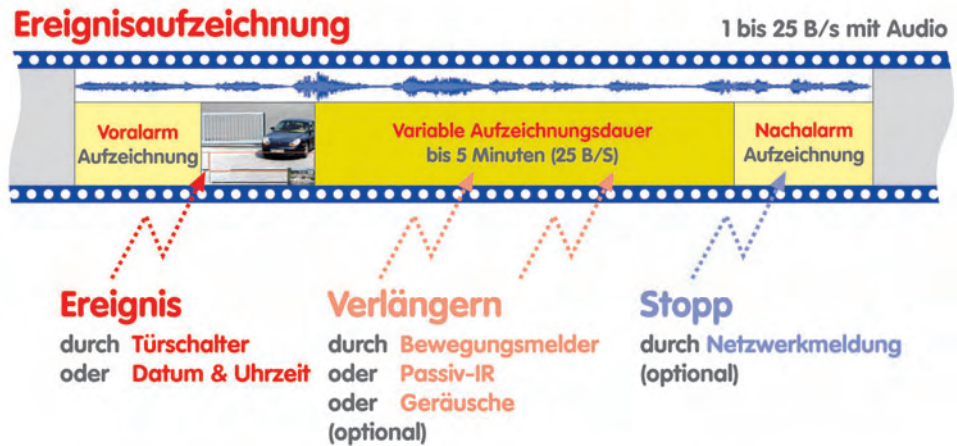 Ereignisaufzeichnung
1 bis 25 B/s mit Audio
Voralarm
Aufzeichnung
Variable Aufzeichnungsdauer
bis 5 Minuten (25 B/S)
Nachalarm
Aufzeichnung
Ereignis
durch Türschalter
oder Datum & Uhrzeit
Verlängern
durch Bewegungsmelder
oder Passiv-IR
oder Geräusche
(optional)
Stopp
durch Netzwerkmeldung
(optional)